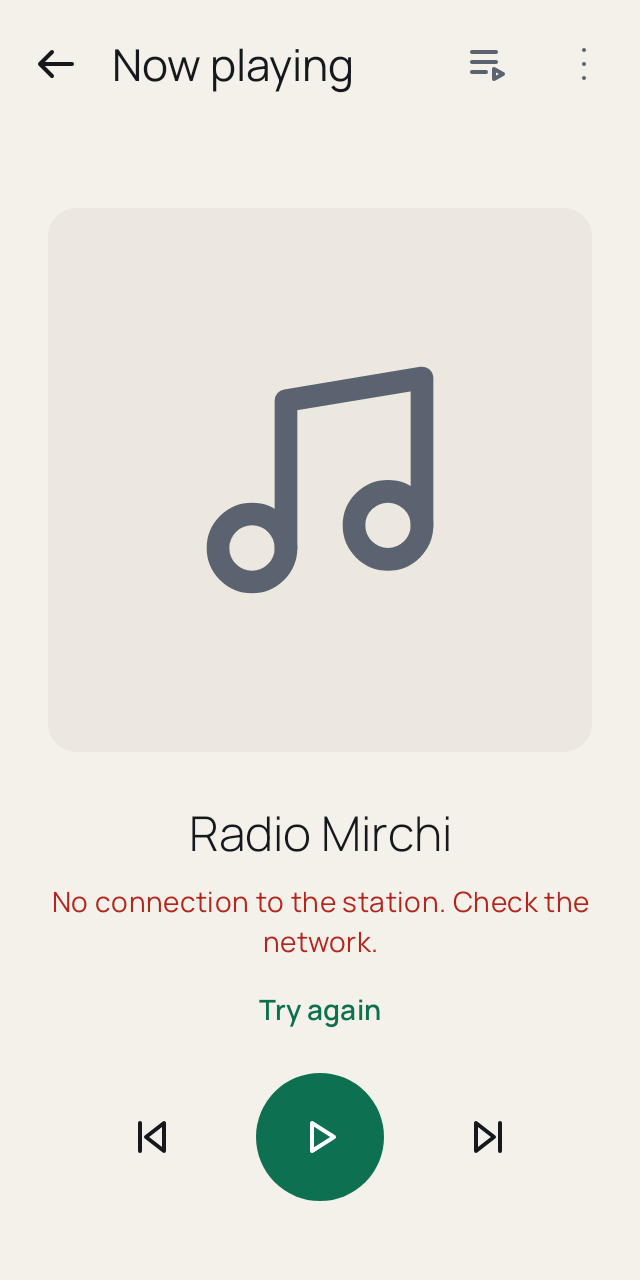 Now playing
Radio Mirchi
No connection to the station. Check the
network.
Try again